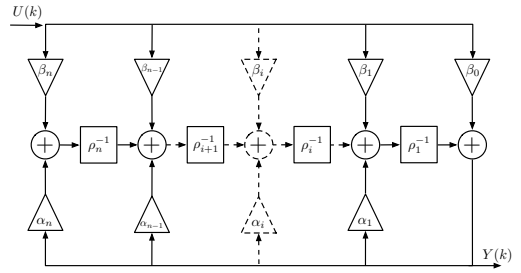 U(k)
β_n β_{n-1} β_i β_1 β_0
+ ρ_n^{-1} + ρ_{i+1}^{-1} + ρ_i^{-1} + ρ_1^{-1} +
α_n α_{n-1} α_i α_1
Y(k)